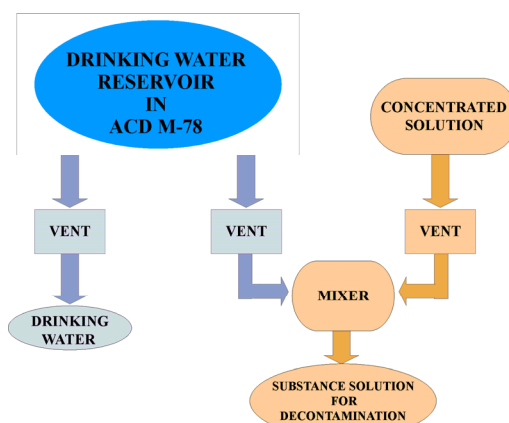 DRINKING WATER
RESERVOIR
IN
ACD M-78
CONCENTRATED
SOLUTION
VENT
VENT
VENT
MIXER
DRINKING
WATER
SUBSTANCE SOLUTION
FOR
DECONTAMINATION